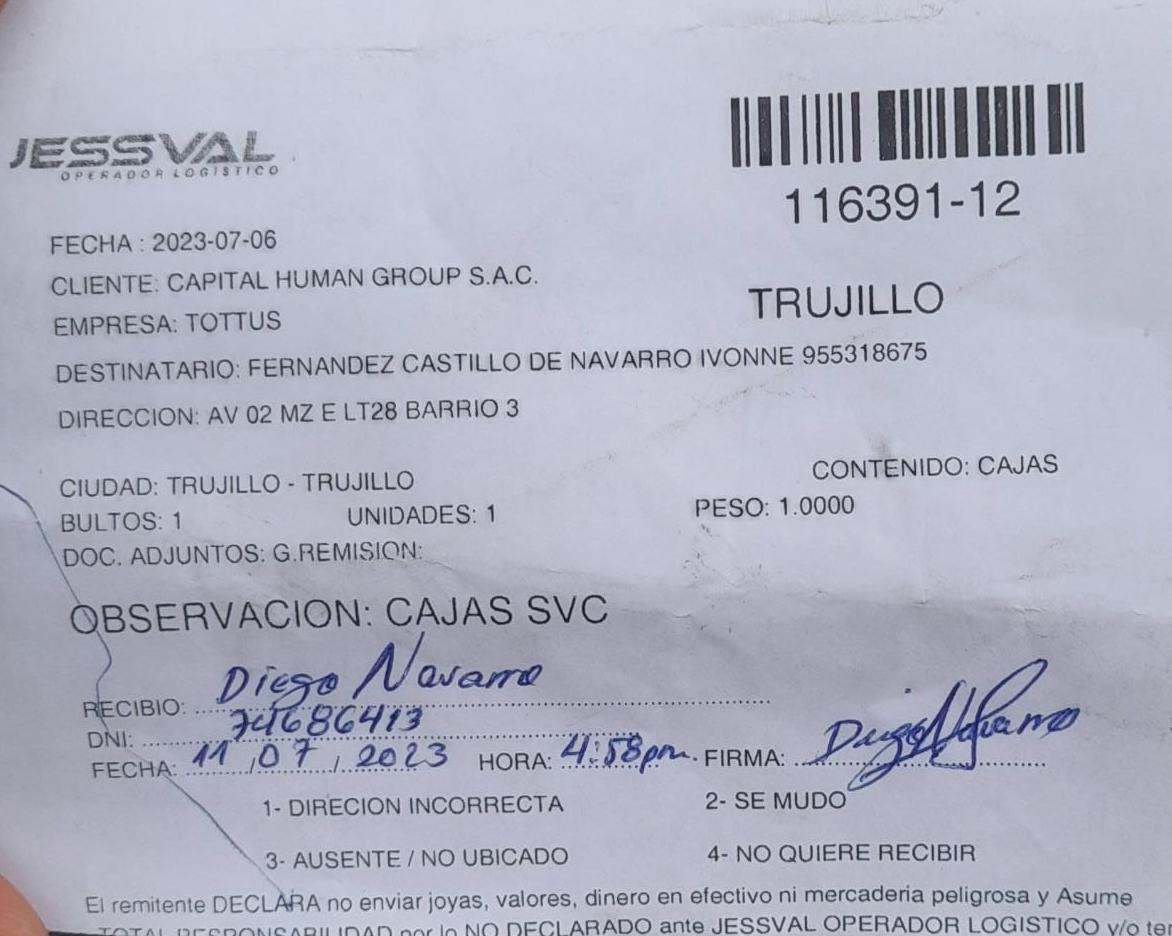 JESSVAL
OPERADOR LOGISTICO
116391-12
FECHA : 2023-07-06
CLIENTE: CAPITAL HUMAN GROUP S.A.C.
TRUJILLO
EMPRESA: TOTTUS
DESTINATARIO: FERNANDEZ CASTILLO DE NAVARRO IVONNE 955318675
DIRECCION: AV 02 MZ E LT28 BARRIO 3
CIUDAD: TRUJILLO - TRUJILLO CONTENIDO: CAJAS
BULTOS: 1 UNIDADES: 1 PESO: 1.0000
DOC. ADJUNTOS: G.REMISION:
OBSERVACION: CAJAS SVC
RECIBIO: Diego Navarro
DNI: 74686413
FECHA: 11 / 07 / 2023 HORA: 4:58pm. FIRMA: Diego Navarro
1- DIRECION INCORRECTA 2- SE MUDO
3- AUSENTE / NO UBICADO 4- NO QUIERE RECIBIR
El remitente DECLARA no enviar joyas, valores, dinero en efectivo ni mercaderia peligrosa y Asume
TOTAL RESPONSABILIDAD por lo NO DECLARADO ante JESSVAL OPERADOR LOGISTICO y/o